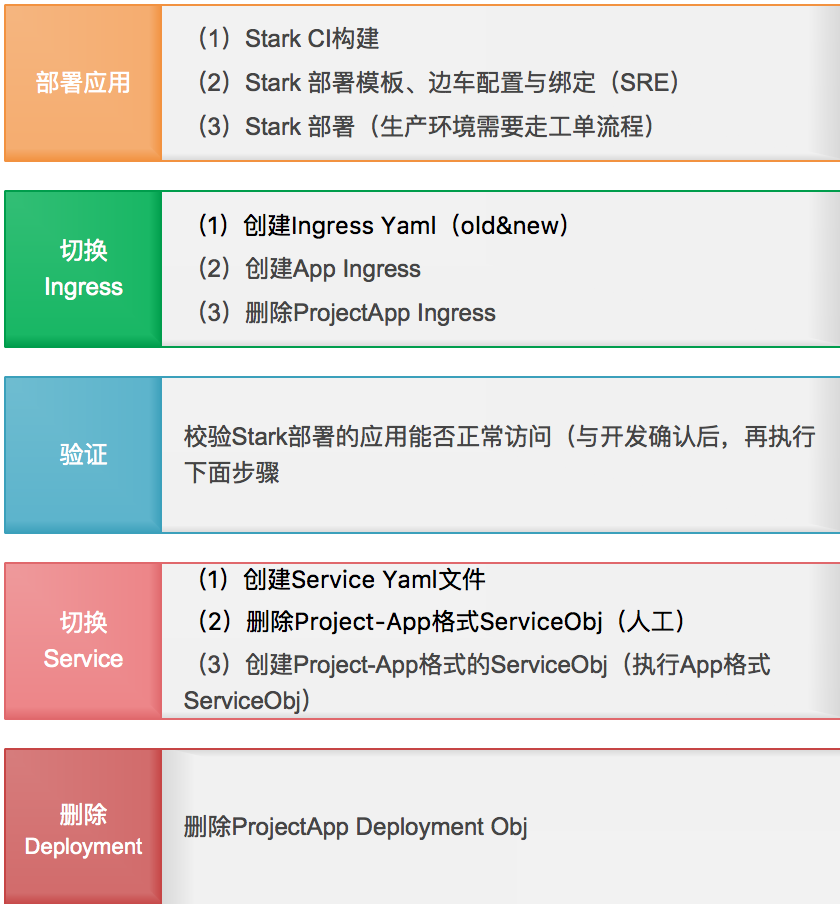 部署应用
（1）Stark CI构建
（2）Stark 部署模板、边车配置与绑定（SRE）
（3）Stark 部署（生产环境需要走工单流程）
切换
Ingress
（1）创建Ingress Yaml（old&new）
（2）创建App Ingress
（3）删除ProjectApp Ingress
验证
校验Stark部署的应用能否正常访问（与开发确认后，再执行
下面步骤
切换
Service
（1）创建Service Yaml文件
（2）删除Project-App格式ServiceObj（人工）
（3）创建Project-App格式的ServiceObj（执行App格式
ServiceObj）
删除
Deployment
删除ProjectApp Deployment Obj